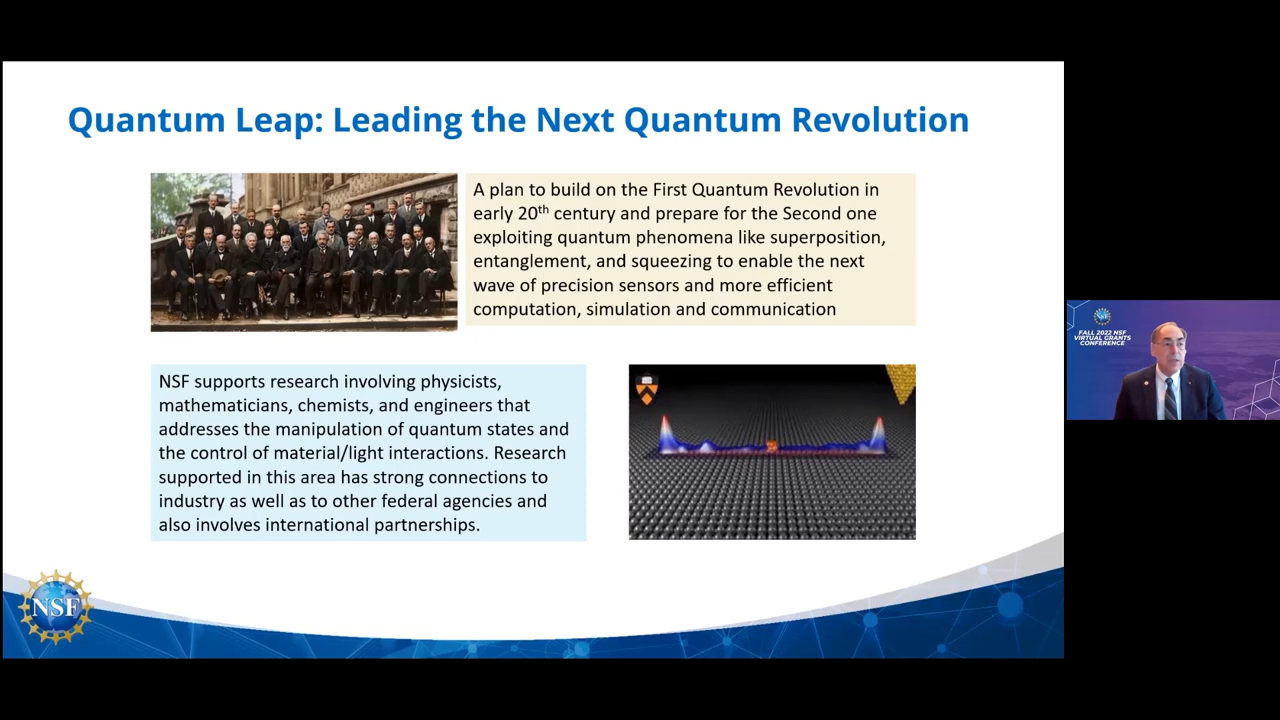 Quantum Leap: Leading the Next Quantum Revolution
A plan to build on the First Quantum Revolution in
early 20th century and prepare for the Second one
exploiting quantum phenomena like superposition,
entanglement, and squeezing to enable the next
wave of precision sensors and more efficient
computation, simulation and communication
NSF supports research involving physicists,
mathematicians, chemists, and engineers that
addresses the manipulation of quantum states and
the control of material/light interactions. Research
supported in this area has strong connections to
industry as well as to other federal agencies and
also involves international partnerships.
NSF
FALL 2022 NSF
VIRTUAL GRANTS
CONFERENCE